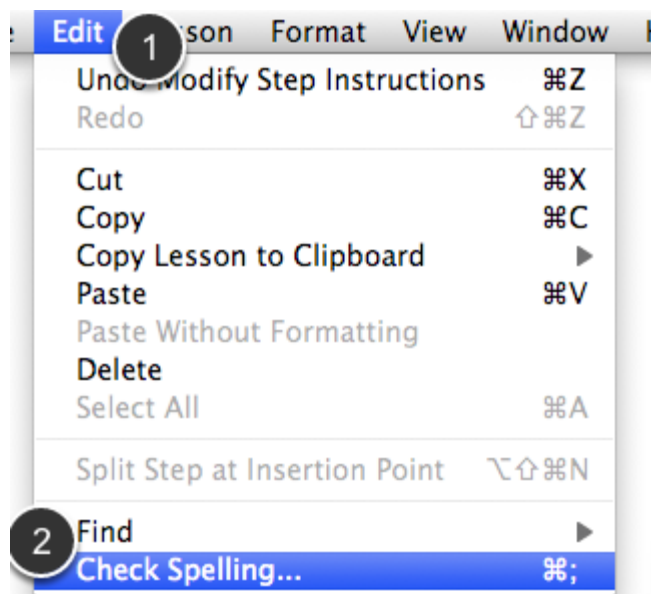 Edit 1 sson Format View Window
Undo Modify Step Instructions ⌘Z
Redo ⇧⌘Z
Cut ⌘X
Copy ⌘C
Copy Lesson to Clipboard ▶
Paste ⌘V
Paste Without Formatting
Delete
Select All ⌘A
Split Step at Insertion Point ⌥⇧⌘N
2 Find ▶
Check Spelling... ⌘;